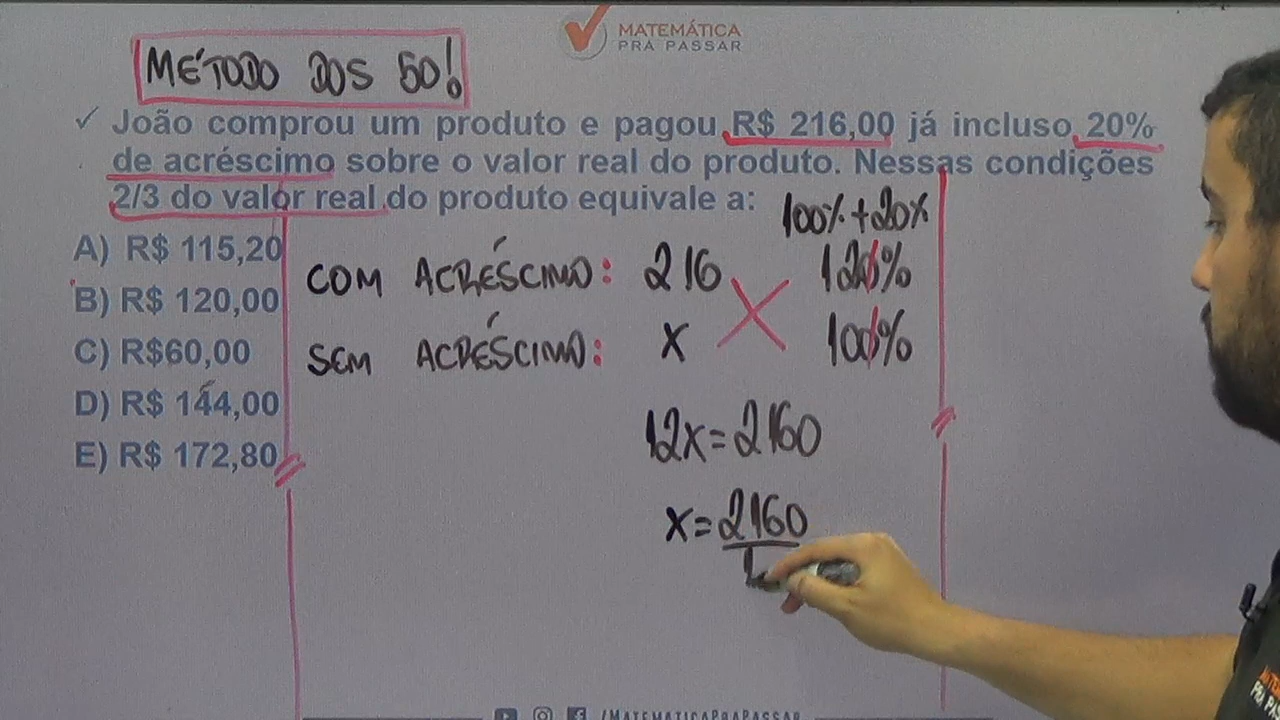 MATEMÁTICA
PRA PASSAR
MÉTODO DOS 50!
✓ João comprou um produto e pagou R$ 216,00 já incluso 20%
de acréscimo sobre o valor real do produto. Nessas condições
2/3 do valor real do produto equivale a:
100%+20%
A) R$ 115,20
B) R$ 120,00
C) R$60,00
D) R$ 144,00
E) R$ 172,80
COM ACRÉSCIMO: 216 120%
SEM ACRÉSCIMO: X 100%
12X=2160
X=2160
/MATEMATICAPRAPASSAR